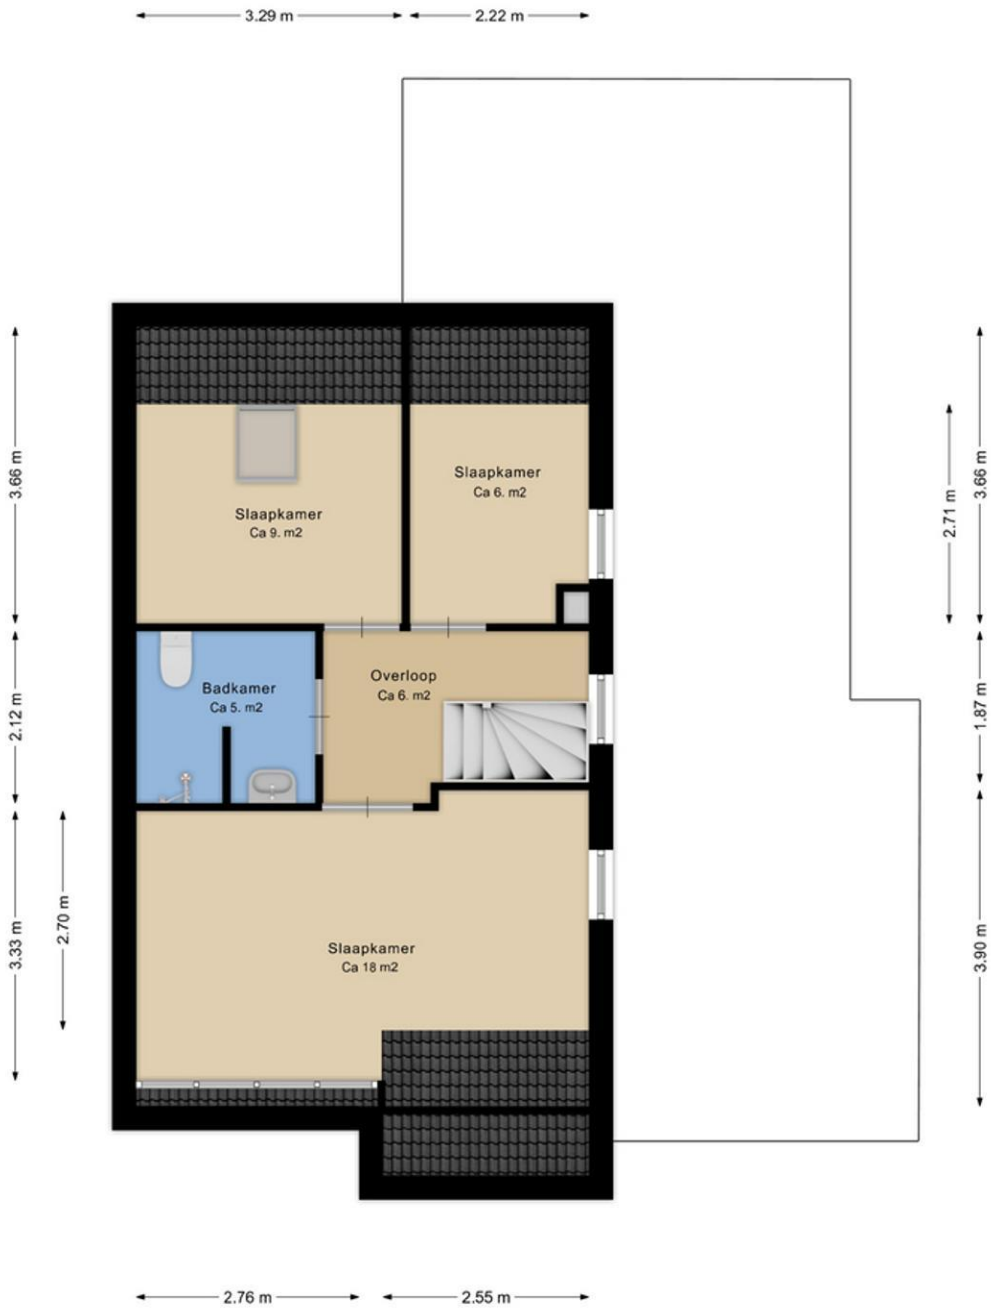 3.29 m
2.22 m
3.66 m
3.66 m
2.71 m
Slaapkamer
Ca 6. m2
Slaapkamer
Ca 9. m2
Overloop
Ca 6. m2
Badkamer
Ca 5. m2
2.12 m
1.87 m
3.33 m
2.70 m
3.90 m
Slaapkamer
Ca 18 m2
2.76 m
2.55 m